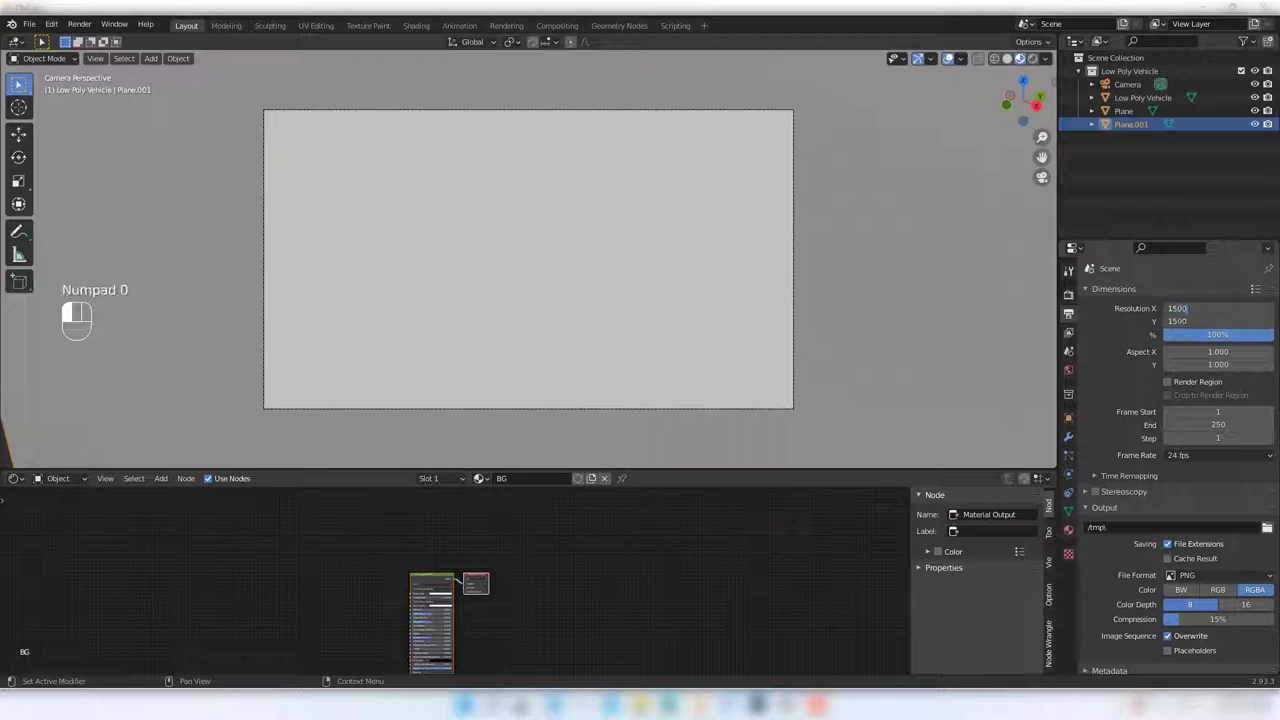 File Edit Render Window Help Layout Modeling Sculpting UV Editing Texture Paint Shading Animation Rendering Compositing Geometry Nodes Scripting + Scene View Layer
Global Options
Object Mode View Select Add Object
Camera Perspective
(1) Low Poly Vehicle | Plane.001
Z
Y
X
Numpad 0
Scene Collection
Low Poly Vehicle
Camera
Low Poly Vehicle
Plane
Plane.001
Scene
Dimensions
Resolution X 1500
Y 1500
% 100%
Aspect X 1.000
Y 1.000
Render Region
Crop to Render Region
Frame Start 1
End 250
Step 1
Frame Rate 24 fps
Time Remapping
Stereoscopy
Output
/tmp\
Saving File Extensions
Cache Result
File Format PNG
Color BW RGB RGBA
Color Depth 8 16
Compression 15%
Image Sequence Overwrite
Placeholders
Metadata
Object View Select Add Node Use Nodes Slot 1 BG
Node
Name: Material Output
Label:
Color
Properties
Nod
Too
Vie
Option
Node Wrangle
BG
Set Active Modifier Pan View Context Menu 2.93.3